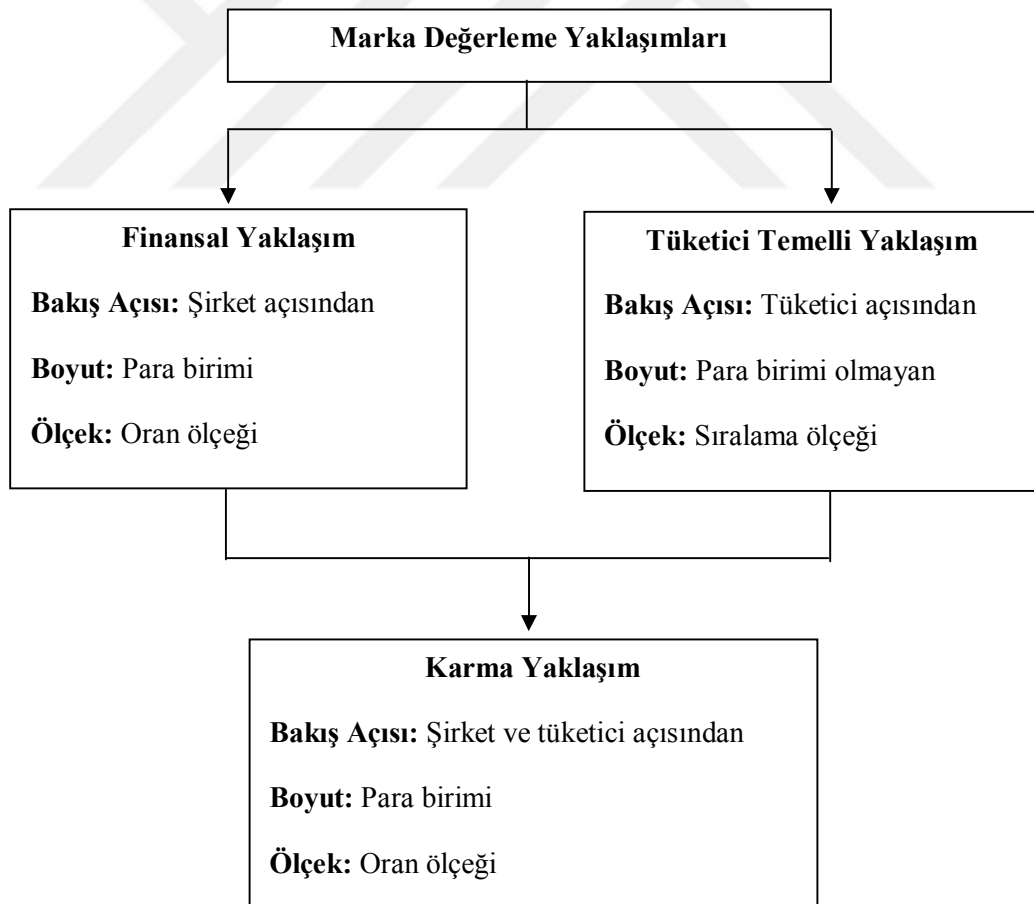 Marka Değerleme Yaklaşımları
Finansal Yaklaşım
Bakış Açısı: Şirket açısından
Boyut: Para birimi
Ölçek: Oran ölçeği
Tüketici Temelli Yaklaşım
Bakış Açısı: Tüketici açısından
Boyut: Para birimi olmayan
Ölçek: Sıralama ölçeği
Karma Yaklaşım
Bakış Açısı: Şirket ve tüketici açısından
Boyut: Para birimi
Ölçek: Oran ölçeği